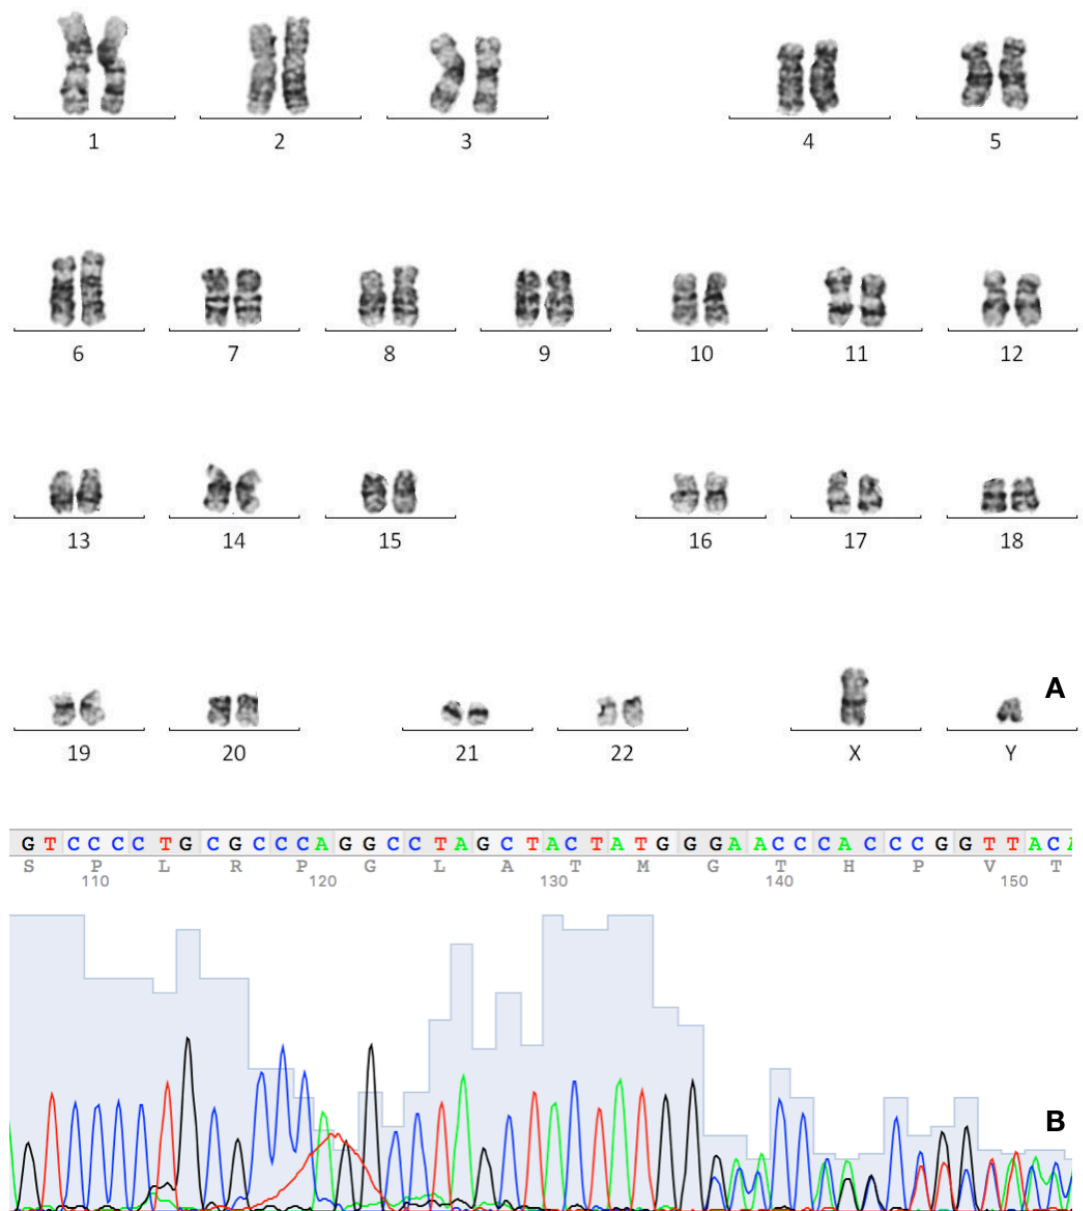 1 2 3 4 5
6 7 8 9 10 11 12
13 14 15 16 17 18
A
19 20 21 22 X Y
GTCCCCTGCGCCCAGGCCTAGCTACTATGGGAACCCACCCGGTTACA
S P L R P G L A T M G T H P V T
110 120 130 140 150
B